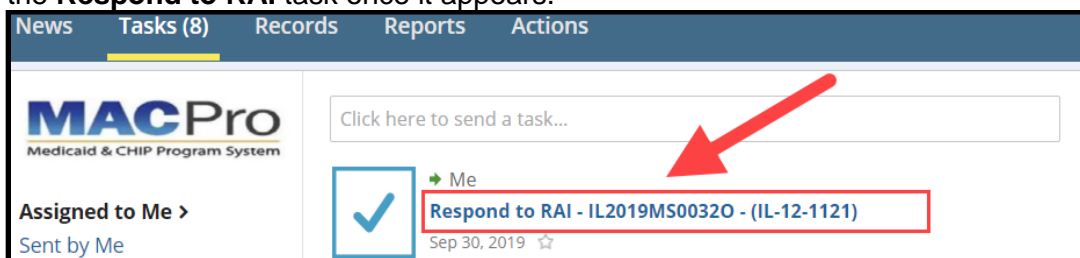 the Respond to RAI task once it appears.
News Tasks (8) Records Reports Actions
MACPro
Medicaid & CHIP Program System
Click here to send a task...
Me
Respond to RAI - IL2019MS0032O - (IL-12-1121)
Sep 30, 2019
Assigned to Me >
Sent by Me